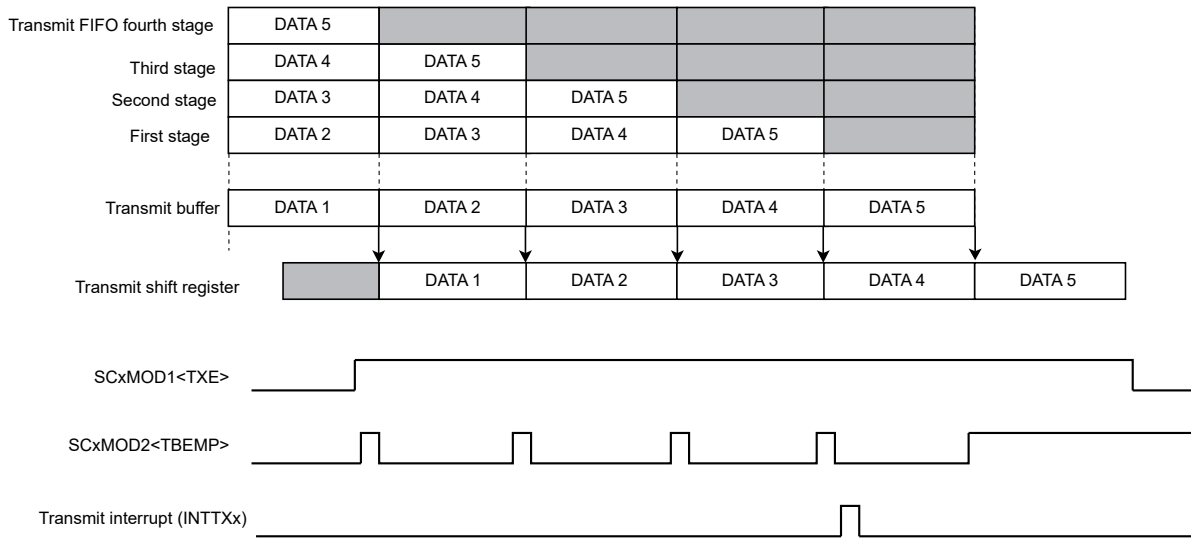 Transmit FIFO fourth stage DATA 5
Third stage DATA 4 DATA 5
Second stage DATA 3 DATA 4 DATA 5
First stage DATA 2 DATA 3 DATA 4 DATA 5
Transmit buffer DATA 1 DATA 2 DATA 3 DATA 4 DATA 5
Transmit shift register DATA 1 DATA 2 DATA 3 DATA 4 DATA 5
SCxMOD1<TXE>
SCxMOD2<TBEMP>
Transmit interrupt (INTTXx)